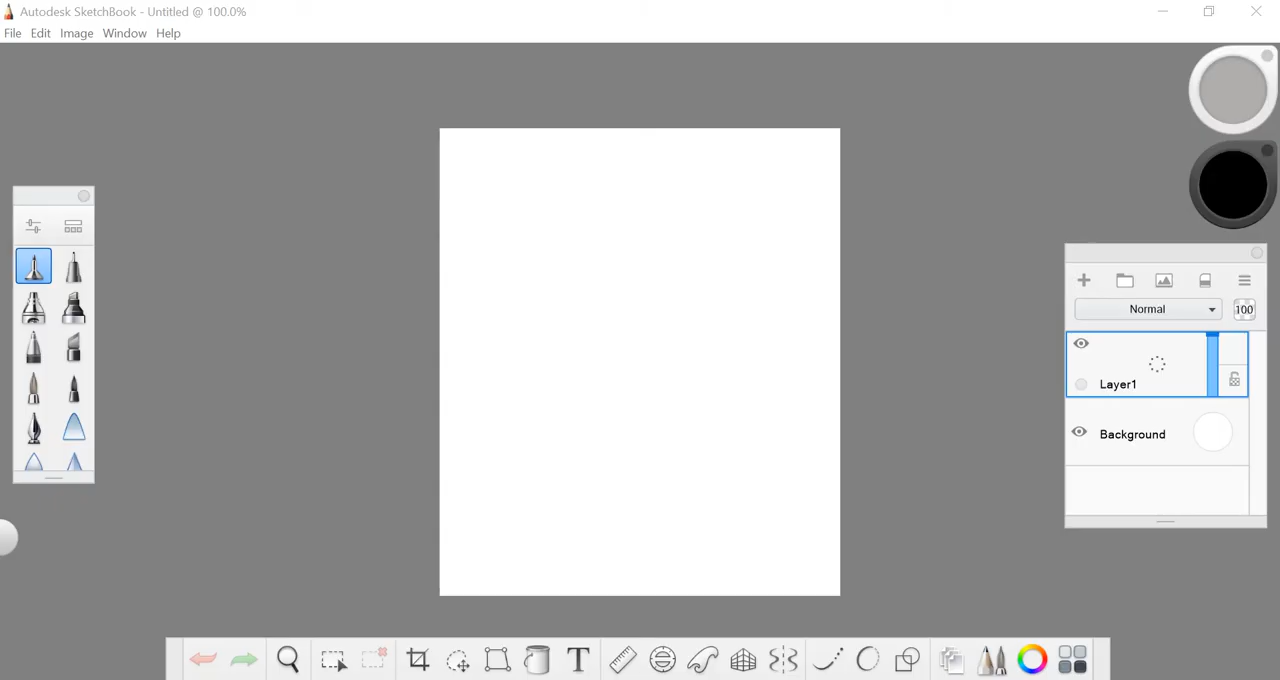 Autodesk SketchBook - Untitled @ 100.0%
File Edit Image Window Help
Normal 100
Layer1
Background
T